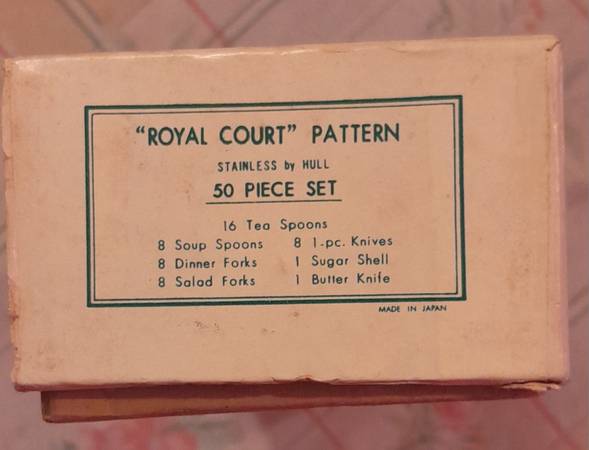 "ROYAL COURT" PATTERN
STAINLESS by HULL
50 PIECE SET
16 Tea Spoons
8 Soup Spoons 8 1-pc. Knives
8 Dinner Forks 1 Sugar Shell
8 Salad Forks 1 Butter Knife
MADE IN JAPAN